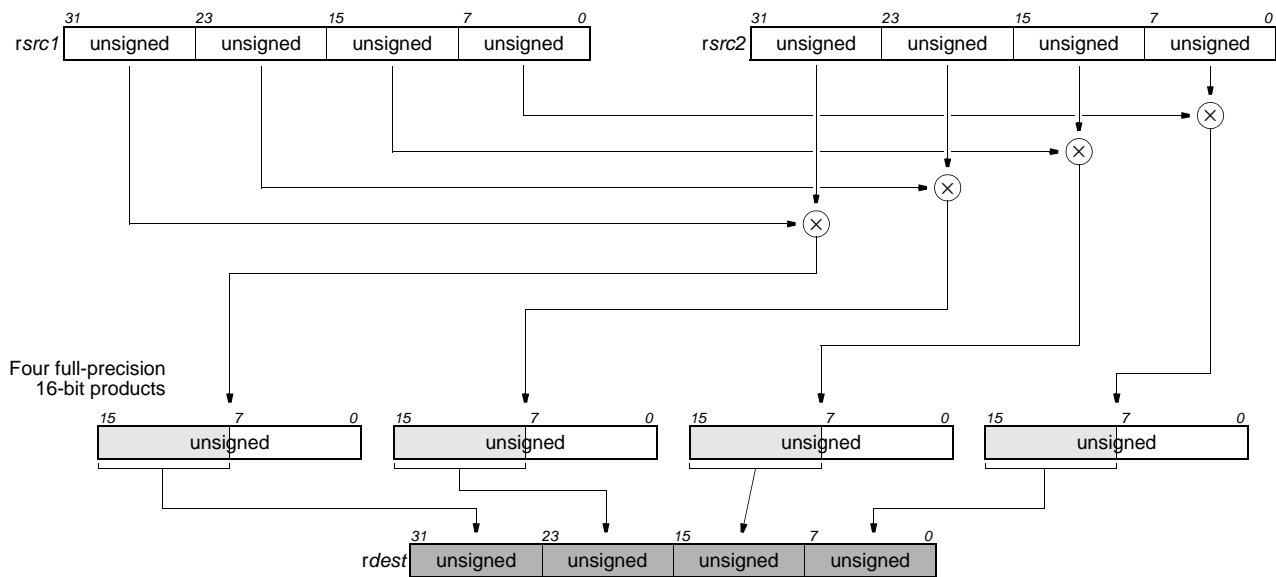 31 23 15 7 0 31 23 15 7 0
rsrc1 unsigned unsigned unsigned unsigned rsrc2 unsigned unsigned unsigned unsigned
× 
× 
× 
× 
Four full-precision
16-bit products
15 7 0 15 7 0 15 7 0 15 7 0
unsigned unsigned unsigned unsigned
31 23 15 7 0
rdest unsigned unsigned unsigned unsigned